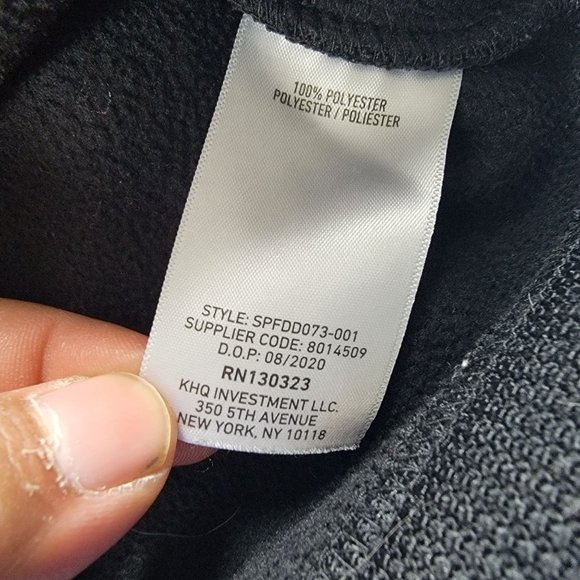 100% POLYESTER
POLYESTER / POLIESTER
STYLE: SPFDD073-001
SUPPLIER CODE: 8014509
D.O.P: 08/2020
RN130323
KHQ INVESTMENT LLC.
350 5TH AVENUE
NEW YORK, NY 10118